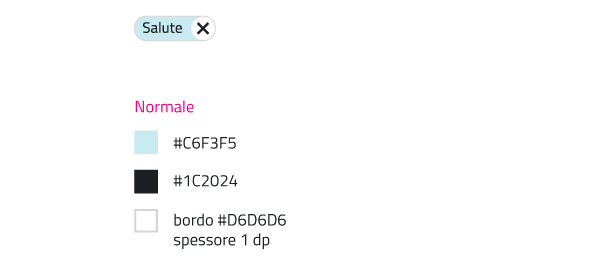 Salute
Normale
#C6F3F5
#1C2024
bordo #D6D6D6
spessore 1 dp